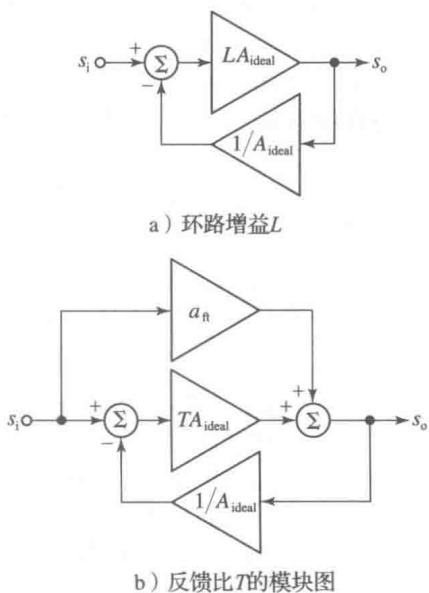 s_i + Σ LA_ideal s_o
−
1/A_ideal
a）环路增益L
a_ft
+
s_i + Σ TA_ideal + Σ s_o
−
1/A_ideal
b）反馈比T的模块图